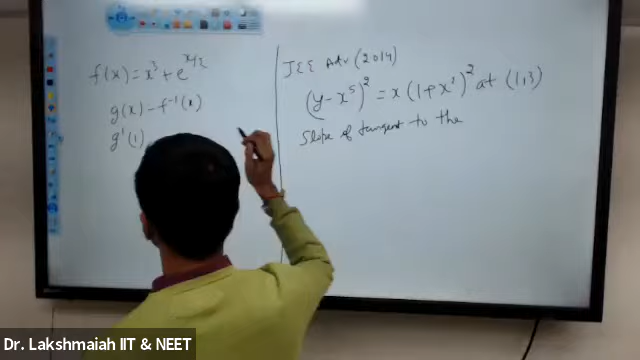 f(x) = x³ + e^{x/2}
g(x) - f⁻¹(x)
g'(1)
JEE Adv (2014)
(y - x⁵)² = x (1+x²)² at (1,3)
Slope of tangent to the
Dr. Lakshmaiah IIT & NEET